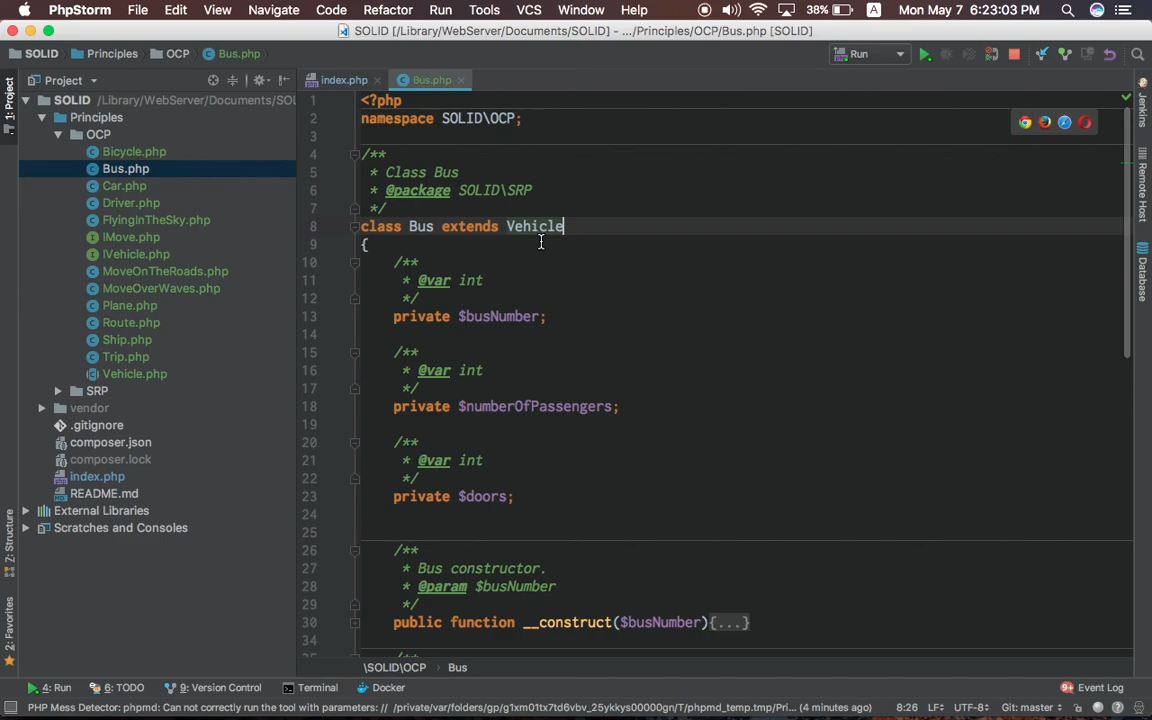 PhpStorm File Edit View Navigate Code Refactor Run Tools VCS Window Help 38% A Mon May 7 6:23:03 PM
SOLID [/Library/WebServer/Documents/SOLID] - .../Principles/OCP/Bus.php [SOLID]
SOLID Principles OCP Bus.php Run
Project index.php Bus.php
1: Project
SOLID /Library/WebServer/Documents/SOL
Principles
OCP
Bicycle.php
Bus.php
Car.php
Driver.php
FlyingInTheSky.php
IMove.php
IVehicle.php
MoveOnTheRoads.php
MoveOverWaves.php
Plane.php
Route.php
Ship.php
Trip.php
Vehicle.php
SRP
vendor
.gitignore
composer.json
composer.lock
index.php
README.md
External Libraries
Scratches and Consoles
7: Structure
2: Favorites
1 <?php
2 namespace SOLID\OCP;
3
4 /**
5 * Class Bus
6 * @package SOLID\SRP
7 */
8 class Bus extends Vehicle
9 {
10 /**
11 * @var int
12 */
13 private $busNumber;
14
15 /**
16 * @var int
17 */
18 private $numberOfPassengers;
19
20 /**
21 * @var int
22 */
23 private $doors;
24
25
26 /**
27 * Bus constructor.
28 * @param $busNumber
29 */
30 public function __construct($busNumber){...}
34
\SOLID\OCP Bus
Jenkins
Remote Host
Database
4: Run 6: TODO 9: Version Control Terminal Docker 9+ Event Log
PHP Mess Detector: phpmd: Can not correctly run the tool with parameters: // /private/var/folders/gp/g1xm01tx7td6vbv_25ykkyys0000gn/T/phpmd_temp.tmp/Pri... (4 minutes ago) 8:26 LF÷ UTF-8÷ Git: master÷